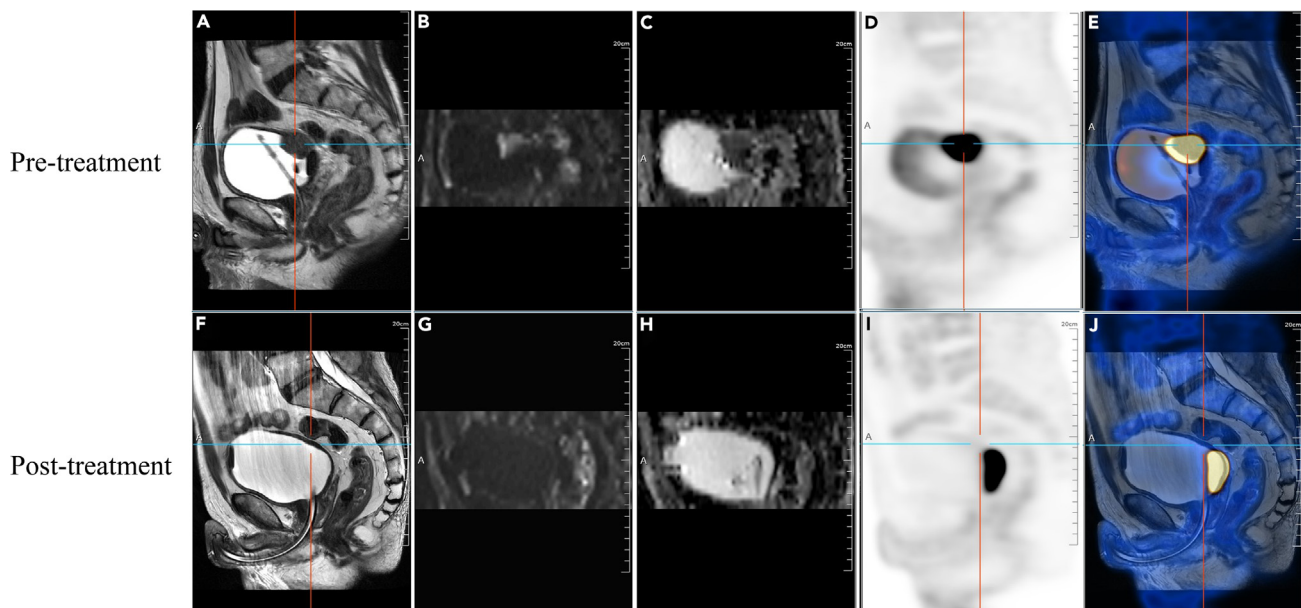 A B C D E
20cm 20cm
A A A A
Pre-treatment
F G H I J
20cm 20cm 20cm 20cm 20cm
A A A A
Post-treatment